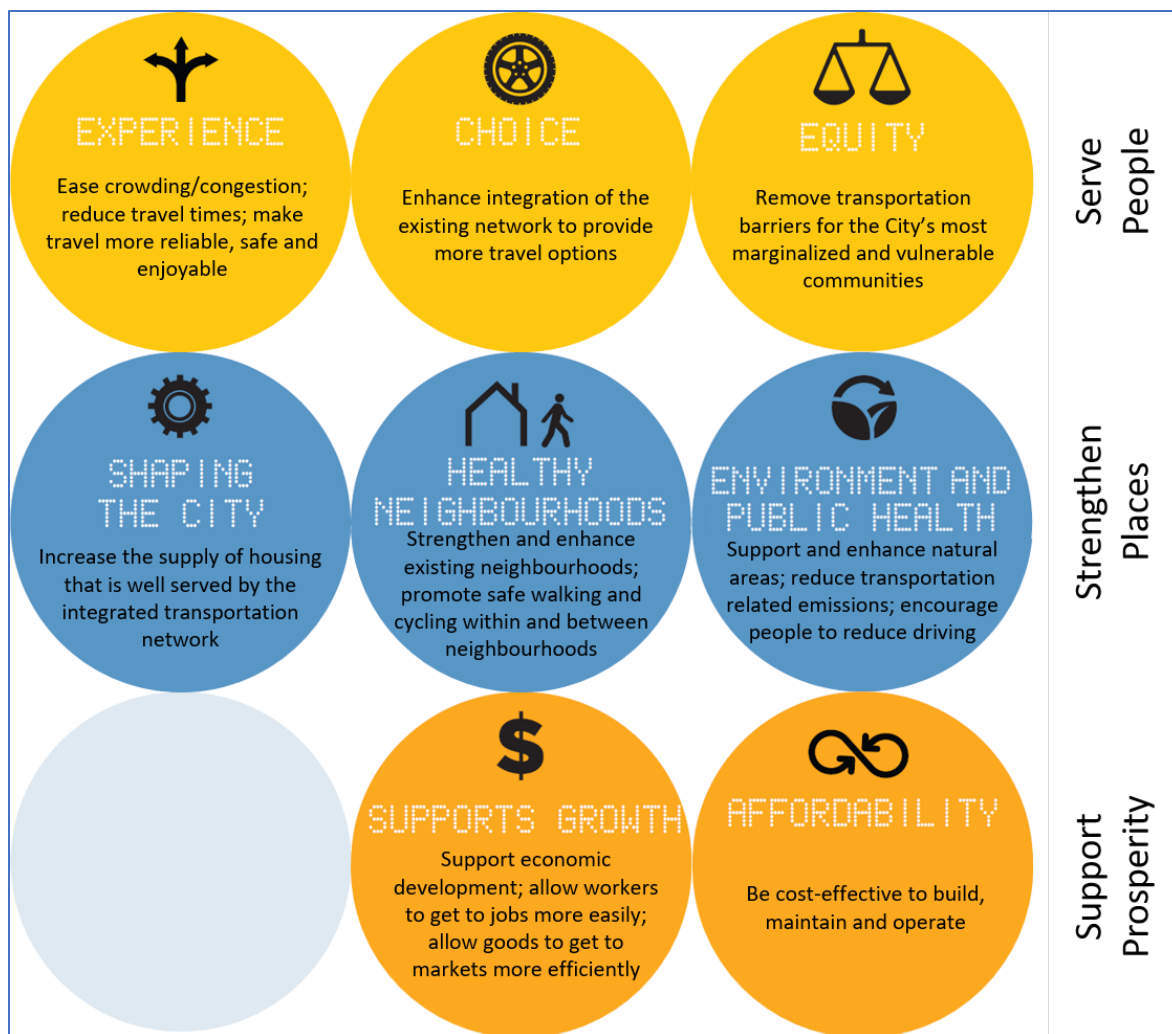 EXPERIENCE
Ease crowding/congestion;
reduce travel times; make
travel more reliable, safe and
enjoyable
CHOICE
Enhance integration of the
existing network to provide
more travel options
EQUITY
Remove transportation
barriers for the City's most
marginalized and vulnerable
communities
Serve
People
SHAPING
THE CITY
Increase the supply of housing
that is well served by the
integrated transportation
network
HEALTHY
NEIGHBOURHOODS
Strengthen and enhance
existing neighbourhoods;
promote safe walking and
cycling within and between
neighbourhoods
ENVIRONMENT AND
PUBLIC HEALTH
Support and enhance natural
areas; reduce transportation
related emissions; encourage
people to reduce driving
Strengthen
Places
$
SUPPORTS GROWTH
Support economic
development; allow workers
to get to jobs more easily;
allow goods to get to
markets more efficiently
AFFORDABILITY
Be cost-effective to build,
maintain and operate
Support
Prosperity